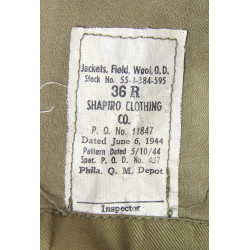 Jackets, Field, Wool, O.D.
Stock No. 55-J-384-595
36 R
SHAPIRO CLOTHING
CO.
P. O. No. 11847
Dated June 6, 1944
Pattern Dated 5/10/44
Spec. P. Q. D. No. 437
Phila. Q. M. Depot
Inspector